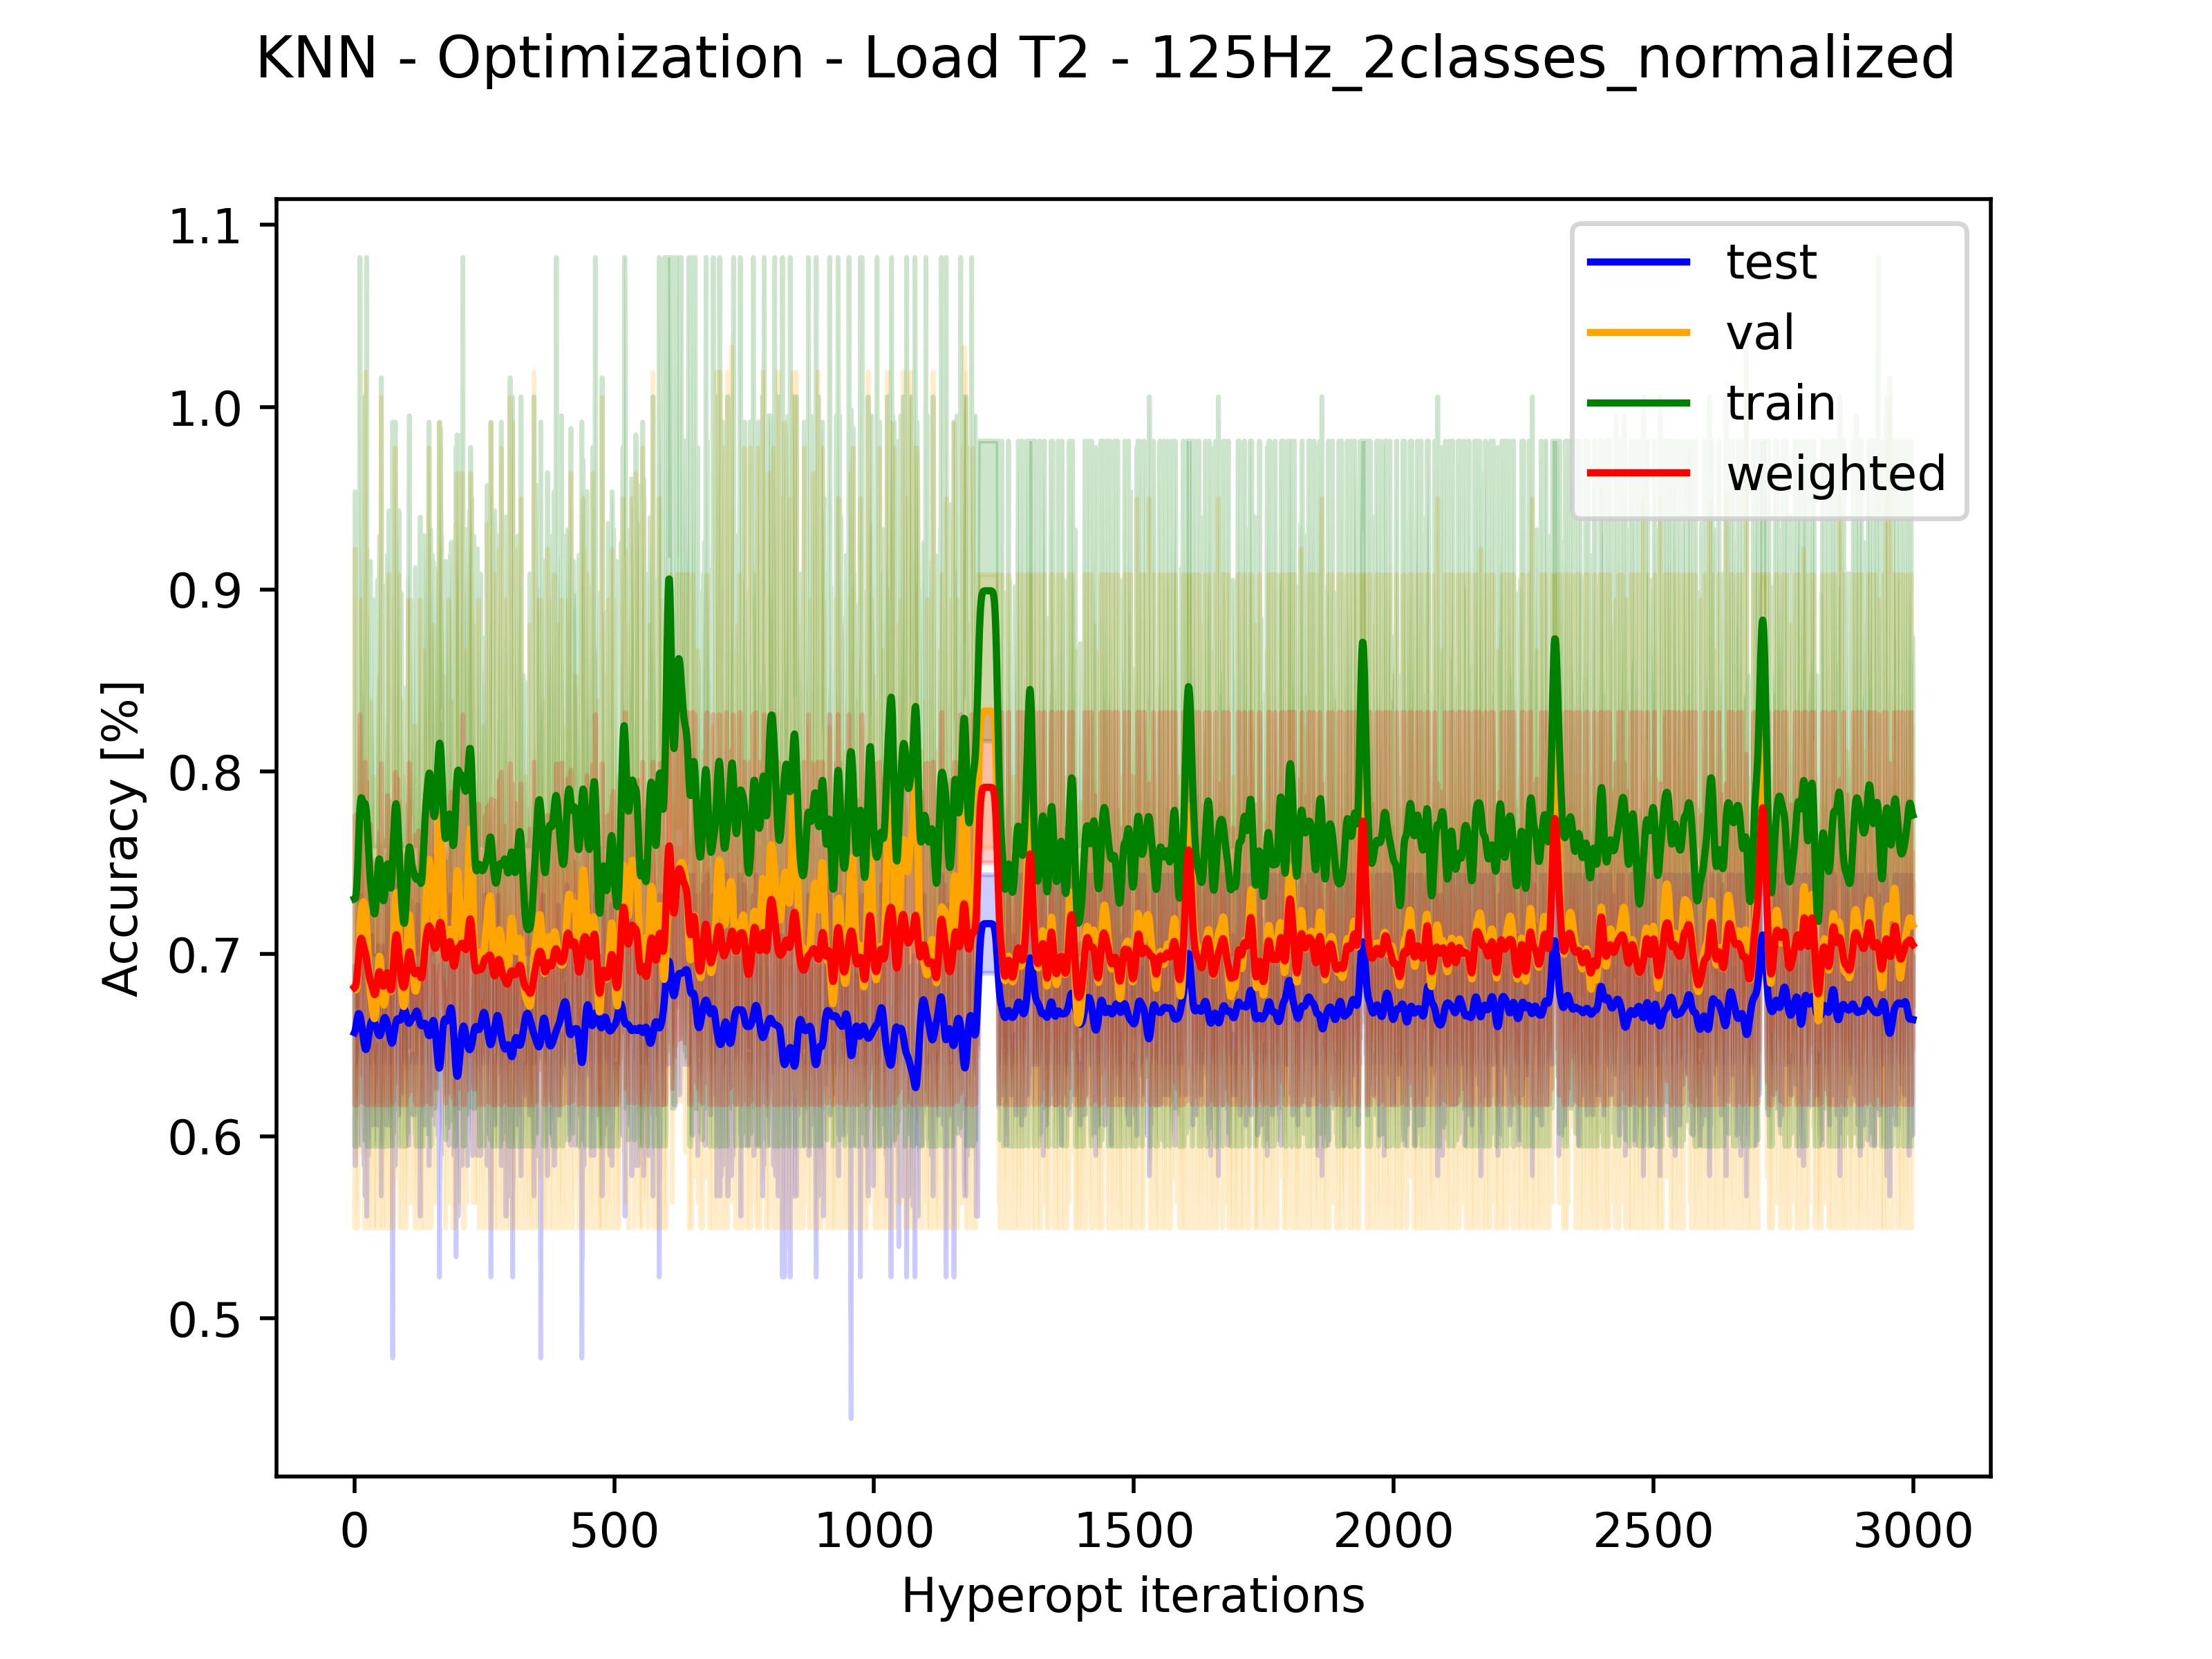 KNN - Optimization - Load T2 - 125Hz_2classes_normalized
1.1
1.0
0.9
0.8
0.7
0.6
0.5
Accuracy [%]
test
val
train
weighted
0 500 1000 1500 2000 2500 3000
Hyperopt iterations